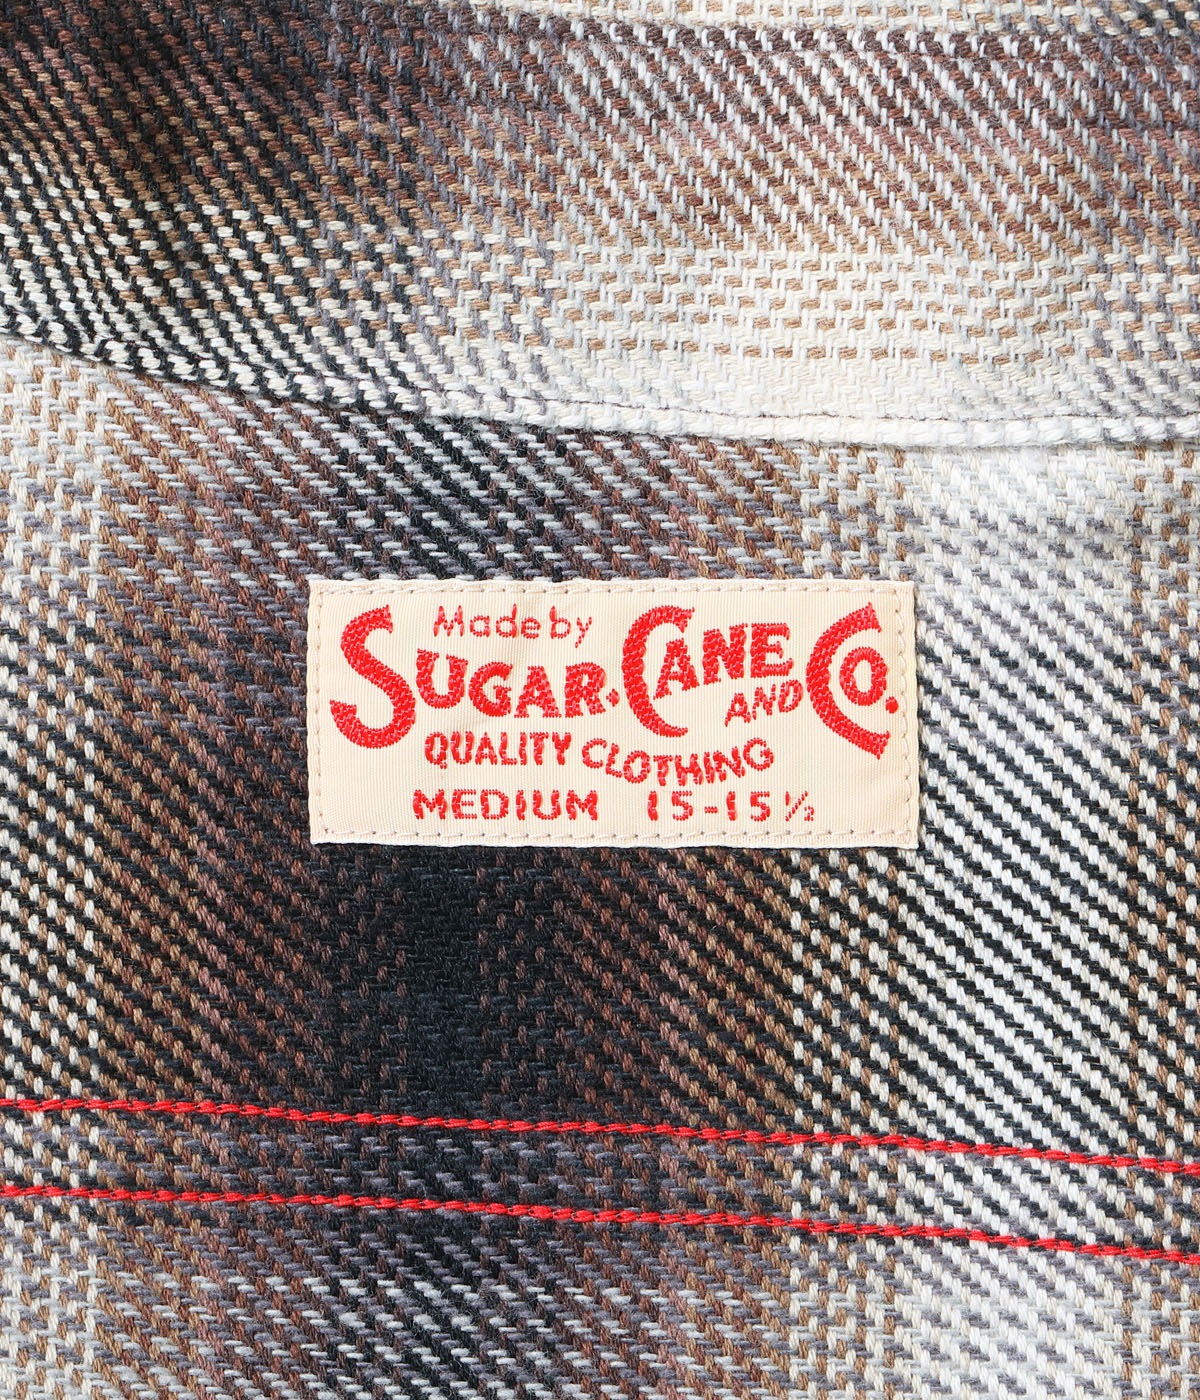 Made by
SUGAR·CANE AND CO.
QUALITY CLOTHING
MEDIUM 15-15½